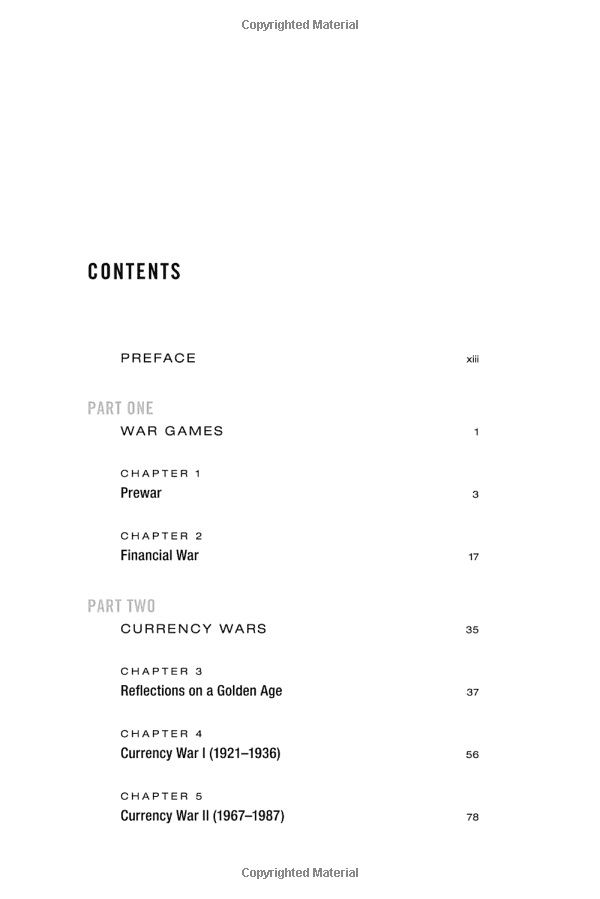 Copyrighted Material
CONTENTS
PREFACE xiii
PART ONE
WAR GAMES 1
CHAPTER 1
Prewar 3
CHAPTER 2
Financial War 17
PART TWO
CURRENCY WARS 35
CHAPTER 3
Reflections on a Golden Age 37
CHAPTER 4
Currency War I (1921–1936) 56
CHAPTER 5
Currency War II (1967–1987) 78
Copyrighted Material